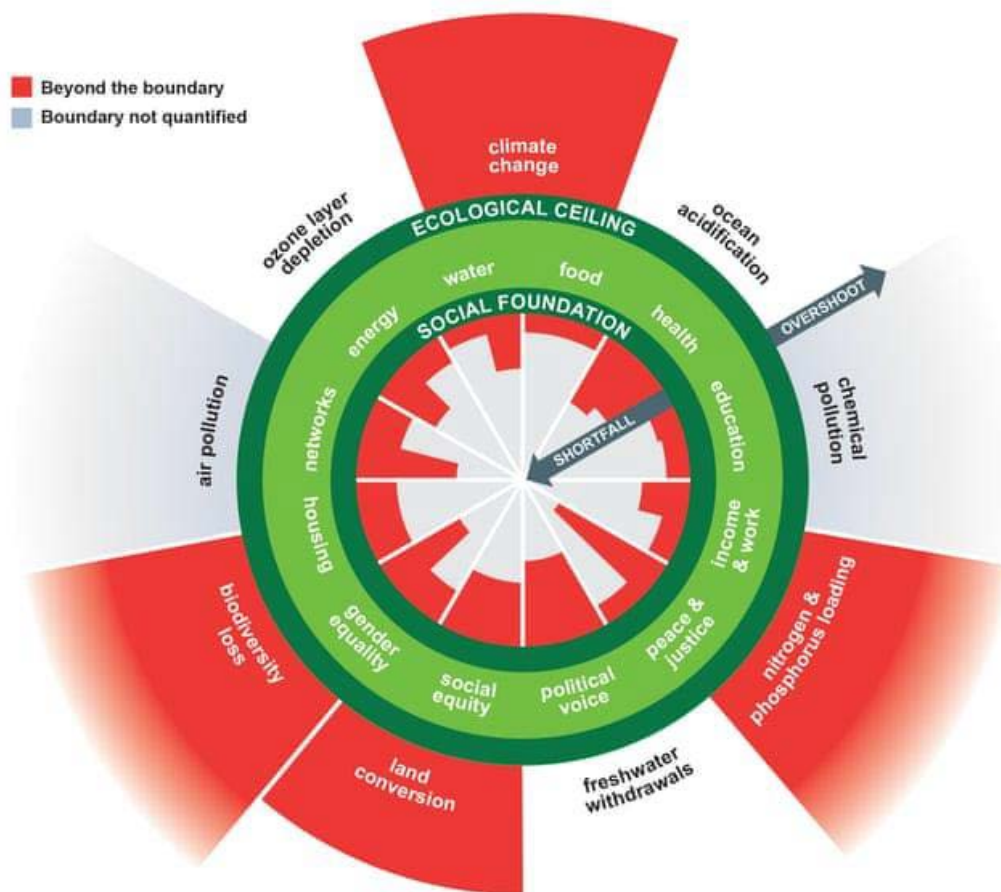 Beyond the boundary
Boundary not quantified
climate
change
ozone layer
depletion
ocean
acidification
ECOLOGICAL CEILING
water
food
OVERSHOOT
SOCIAL FOUNDATION
energy
health
networks
education
SHORTFALL
air pollution
chemical
pollution
housing
income
& work
biodiversity
loss
gender
equality
peace &
justice
nitrogen &
phosphorus loading
social
equity
political
voice
land
conversion
freshwater
withdrawals